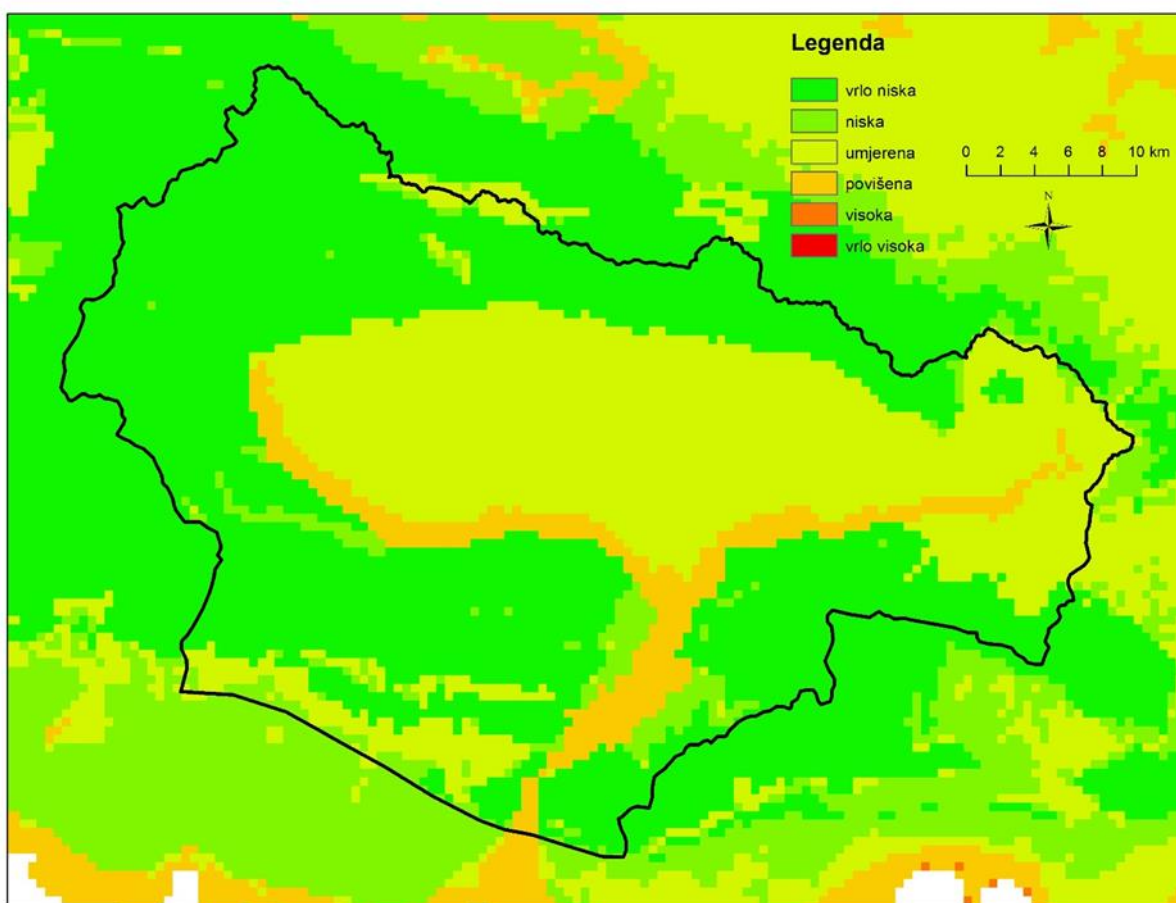 Legenda
vrlo niska
niska
umjerena
povišena
visoka
vrlo visoka
0 2 4 6 8 10 km
N